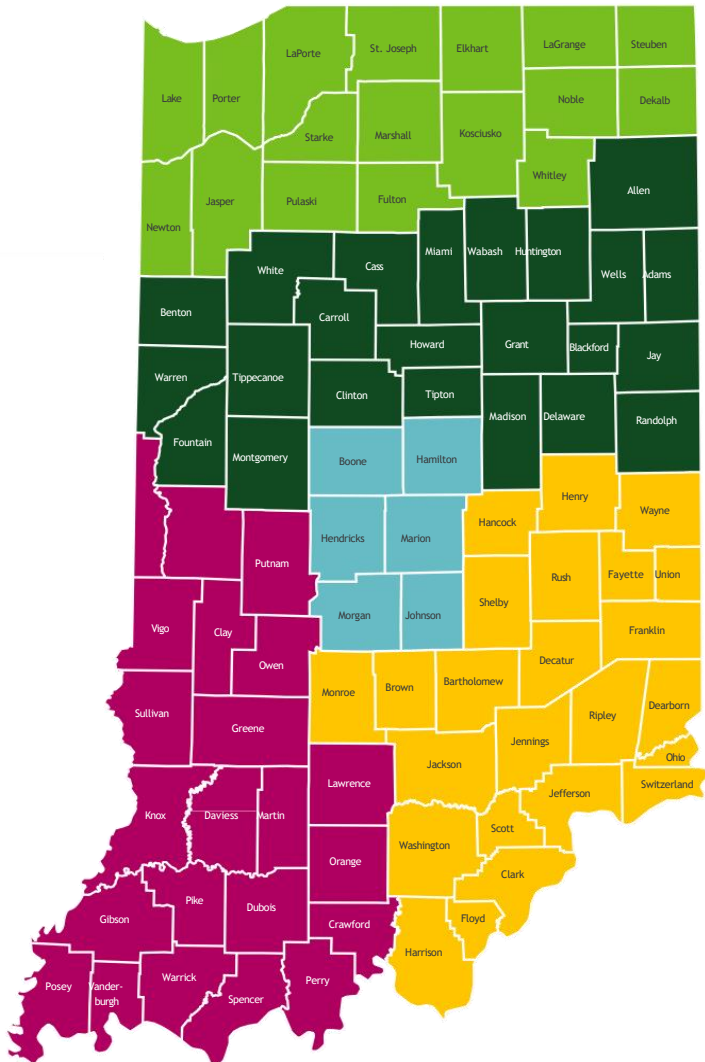 LaPorte
St. Joseph
Elkhart
LaGrange
Steuben
Lake
Porter
Noble
Dekalb
Starke
Marshall
Kosciusko
Whitley
Allen
Newton
Jasper
Pulaski
Fulton
White
Cass
Miami
Wabash
Huntington
Wells
Adams
Benton
Carroll
Howard
Grant
Blackford
Jay
Warren
Tippecanoe
Clinton
Tipton
Madison
Delaware
Randolph
Fountain
Montgomery
Boone
Hamilton
Henry
Wayne
Hancock
Hendricks
Marion
Putnam
Rush
Fayette
Union
Shelby
Morgan
Johnson
Vigo
Clay
Franklin
Owen
Decatur
Monroe
Brown
Bartholomew
Sullivan
Greene
Jennings
Ripley
Dearborn
Ohio
Jackson
Switzerland
Lawrence
Jefferson
Knox
Daviess
Martin
Scott
Washington
Orange
Clark
Pike
Dubois
Gibson
Crawford
Floyd
Harrison
Posey
Vander-
burgh
Warrick
Spencer
Perry